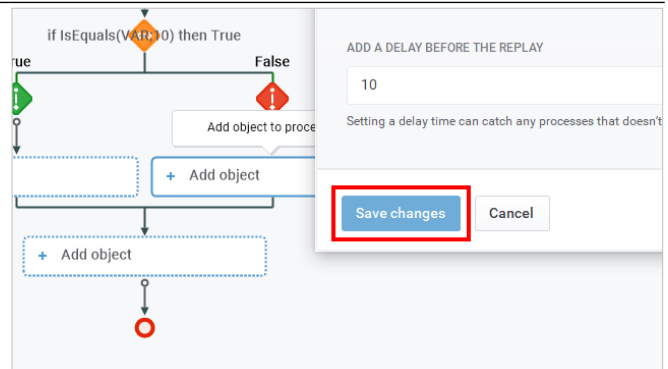 if IsEquals(VAR;10) then True
rue
False
Add object to proce
+ Add object
+ Add object
ADD A DELAY BEFORE THE REPLAY
10
Setting a delay time can catch any processes that doesn't
Save changes
Cancel